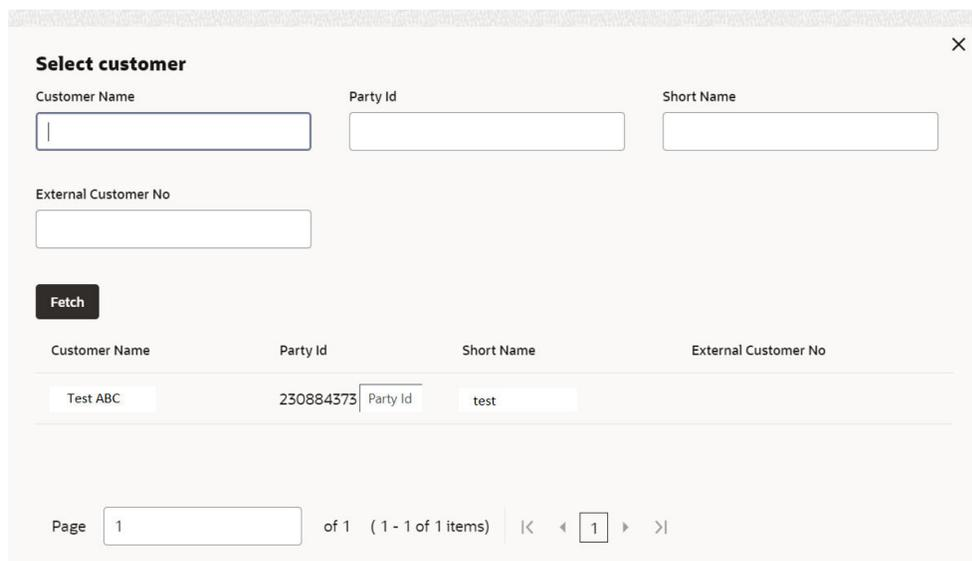 Select customer
Customer Name Party Id Short Name
External Customer No
Fetch
Customer Name Party Id Short Name External Customer No
Test ABC 230884373 Party Id test
Page 1 of 1 ( 1 - 1 of 1 items) 1